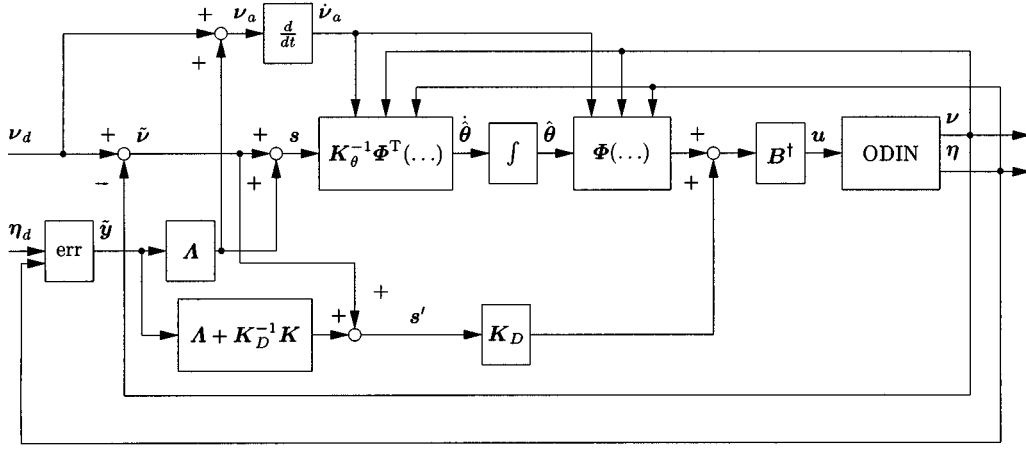 + ν_a d/dt ν̇_a
+
ν_d + ν̃ + s K_θ^{-1}Φ^T(...) θ̂̇ ∫ θ̂ Φ(...) + B† u ODIN ν
− + + η
η_d err ỹ Λ
Λ + K_D^{-1}K + + s′ K_D